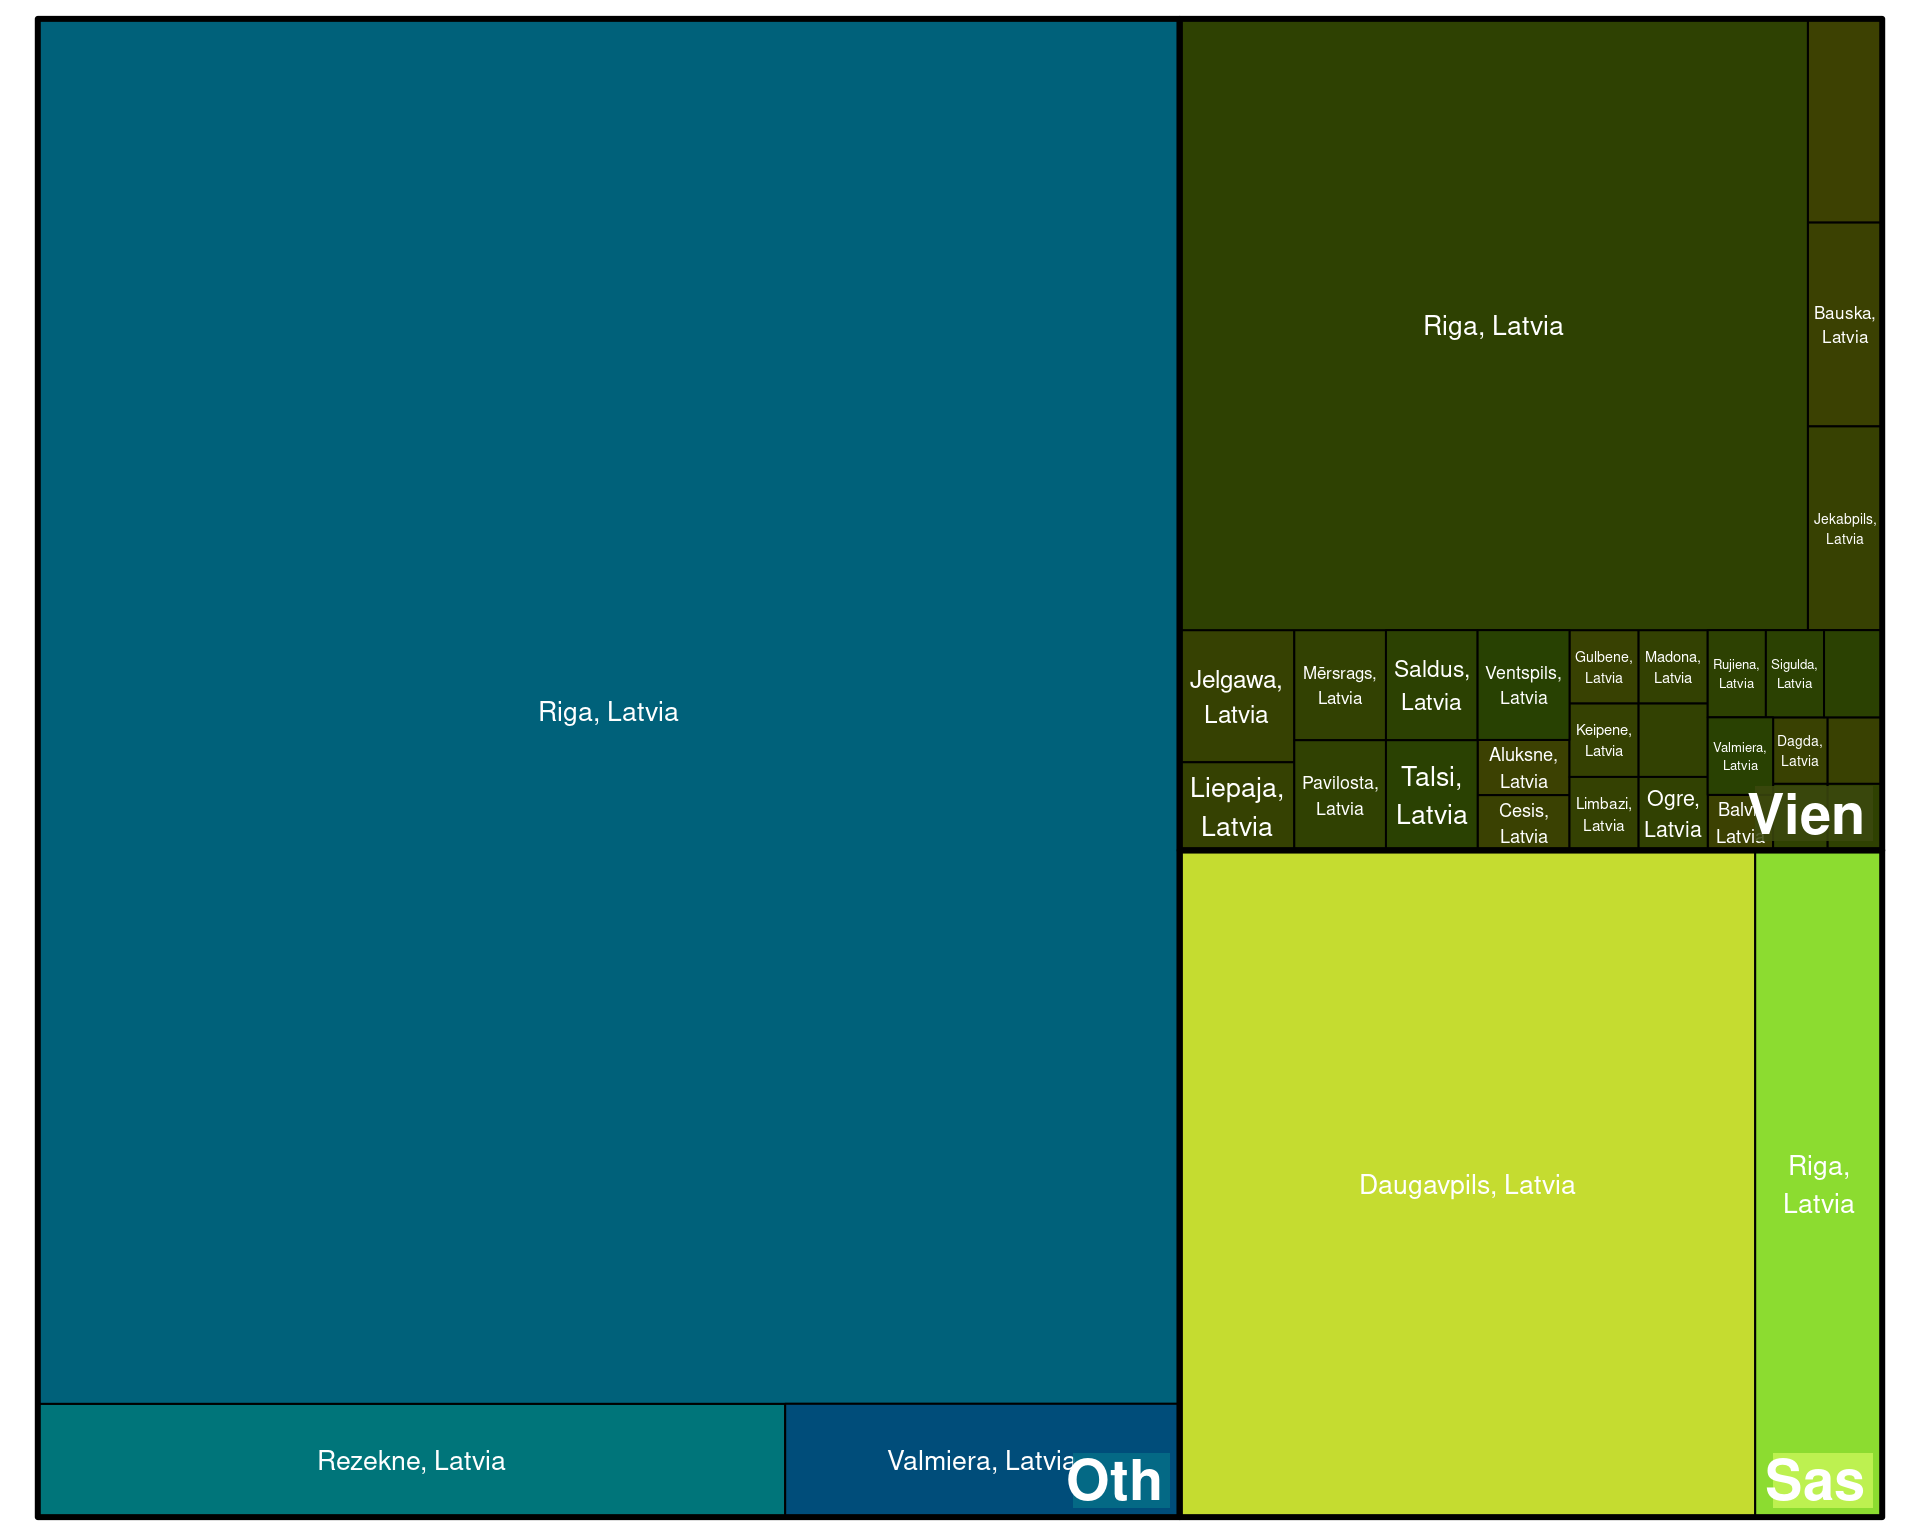 Riga, Latvia
Rezekne, Latvia
Valmiera, Latvia
Oth
Riga, Latvia
Bauska,
Latvia
Jekabpils,
Latvia
Jelgawa,
Latvia
Liepaja,
Latvia
Mērsrags,
Latvia
Pavilosta,
Latvia
Saldus,
Latvia
Talsi,
Latvia
Ventspils,
Latvia
Aluksne,
Latvia
Cesis,
Latvia
Gulbene,
Latvia
Keipene,
Latvia
Limbazi,
Latvia
Madona,
Latvia
Ogre,
Latvia
Rujiena,
Latvia
Sigulda,
Latvia
Valmiera,
Latvia
Dagda,
Latvia
Balvi
Latvia
Vien
Daugavpils, Latvia
Riga,
Latvia
Sas